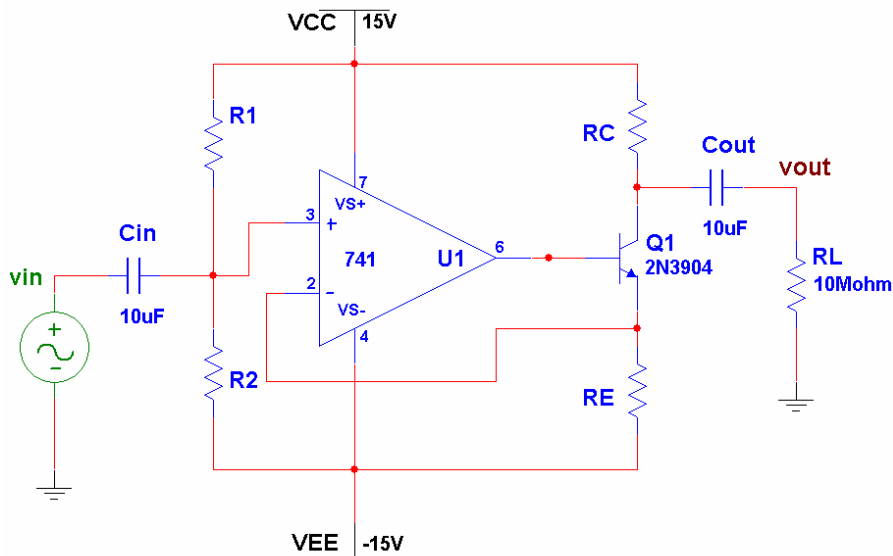 VCC 15V
R1
RC
Cout
vout
7
VS+
3
+
Cin
6
Q1
10uF
741
U1
2N3904
RL
vin
2
-
10Mohm
10uF
VS-
4
+
-
R2
RE
VEE -15V